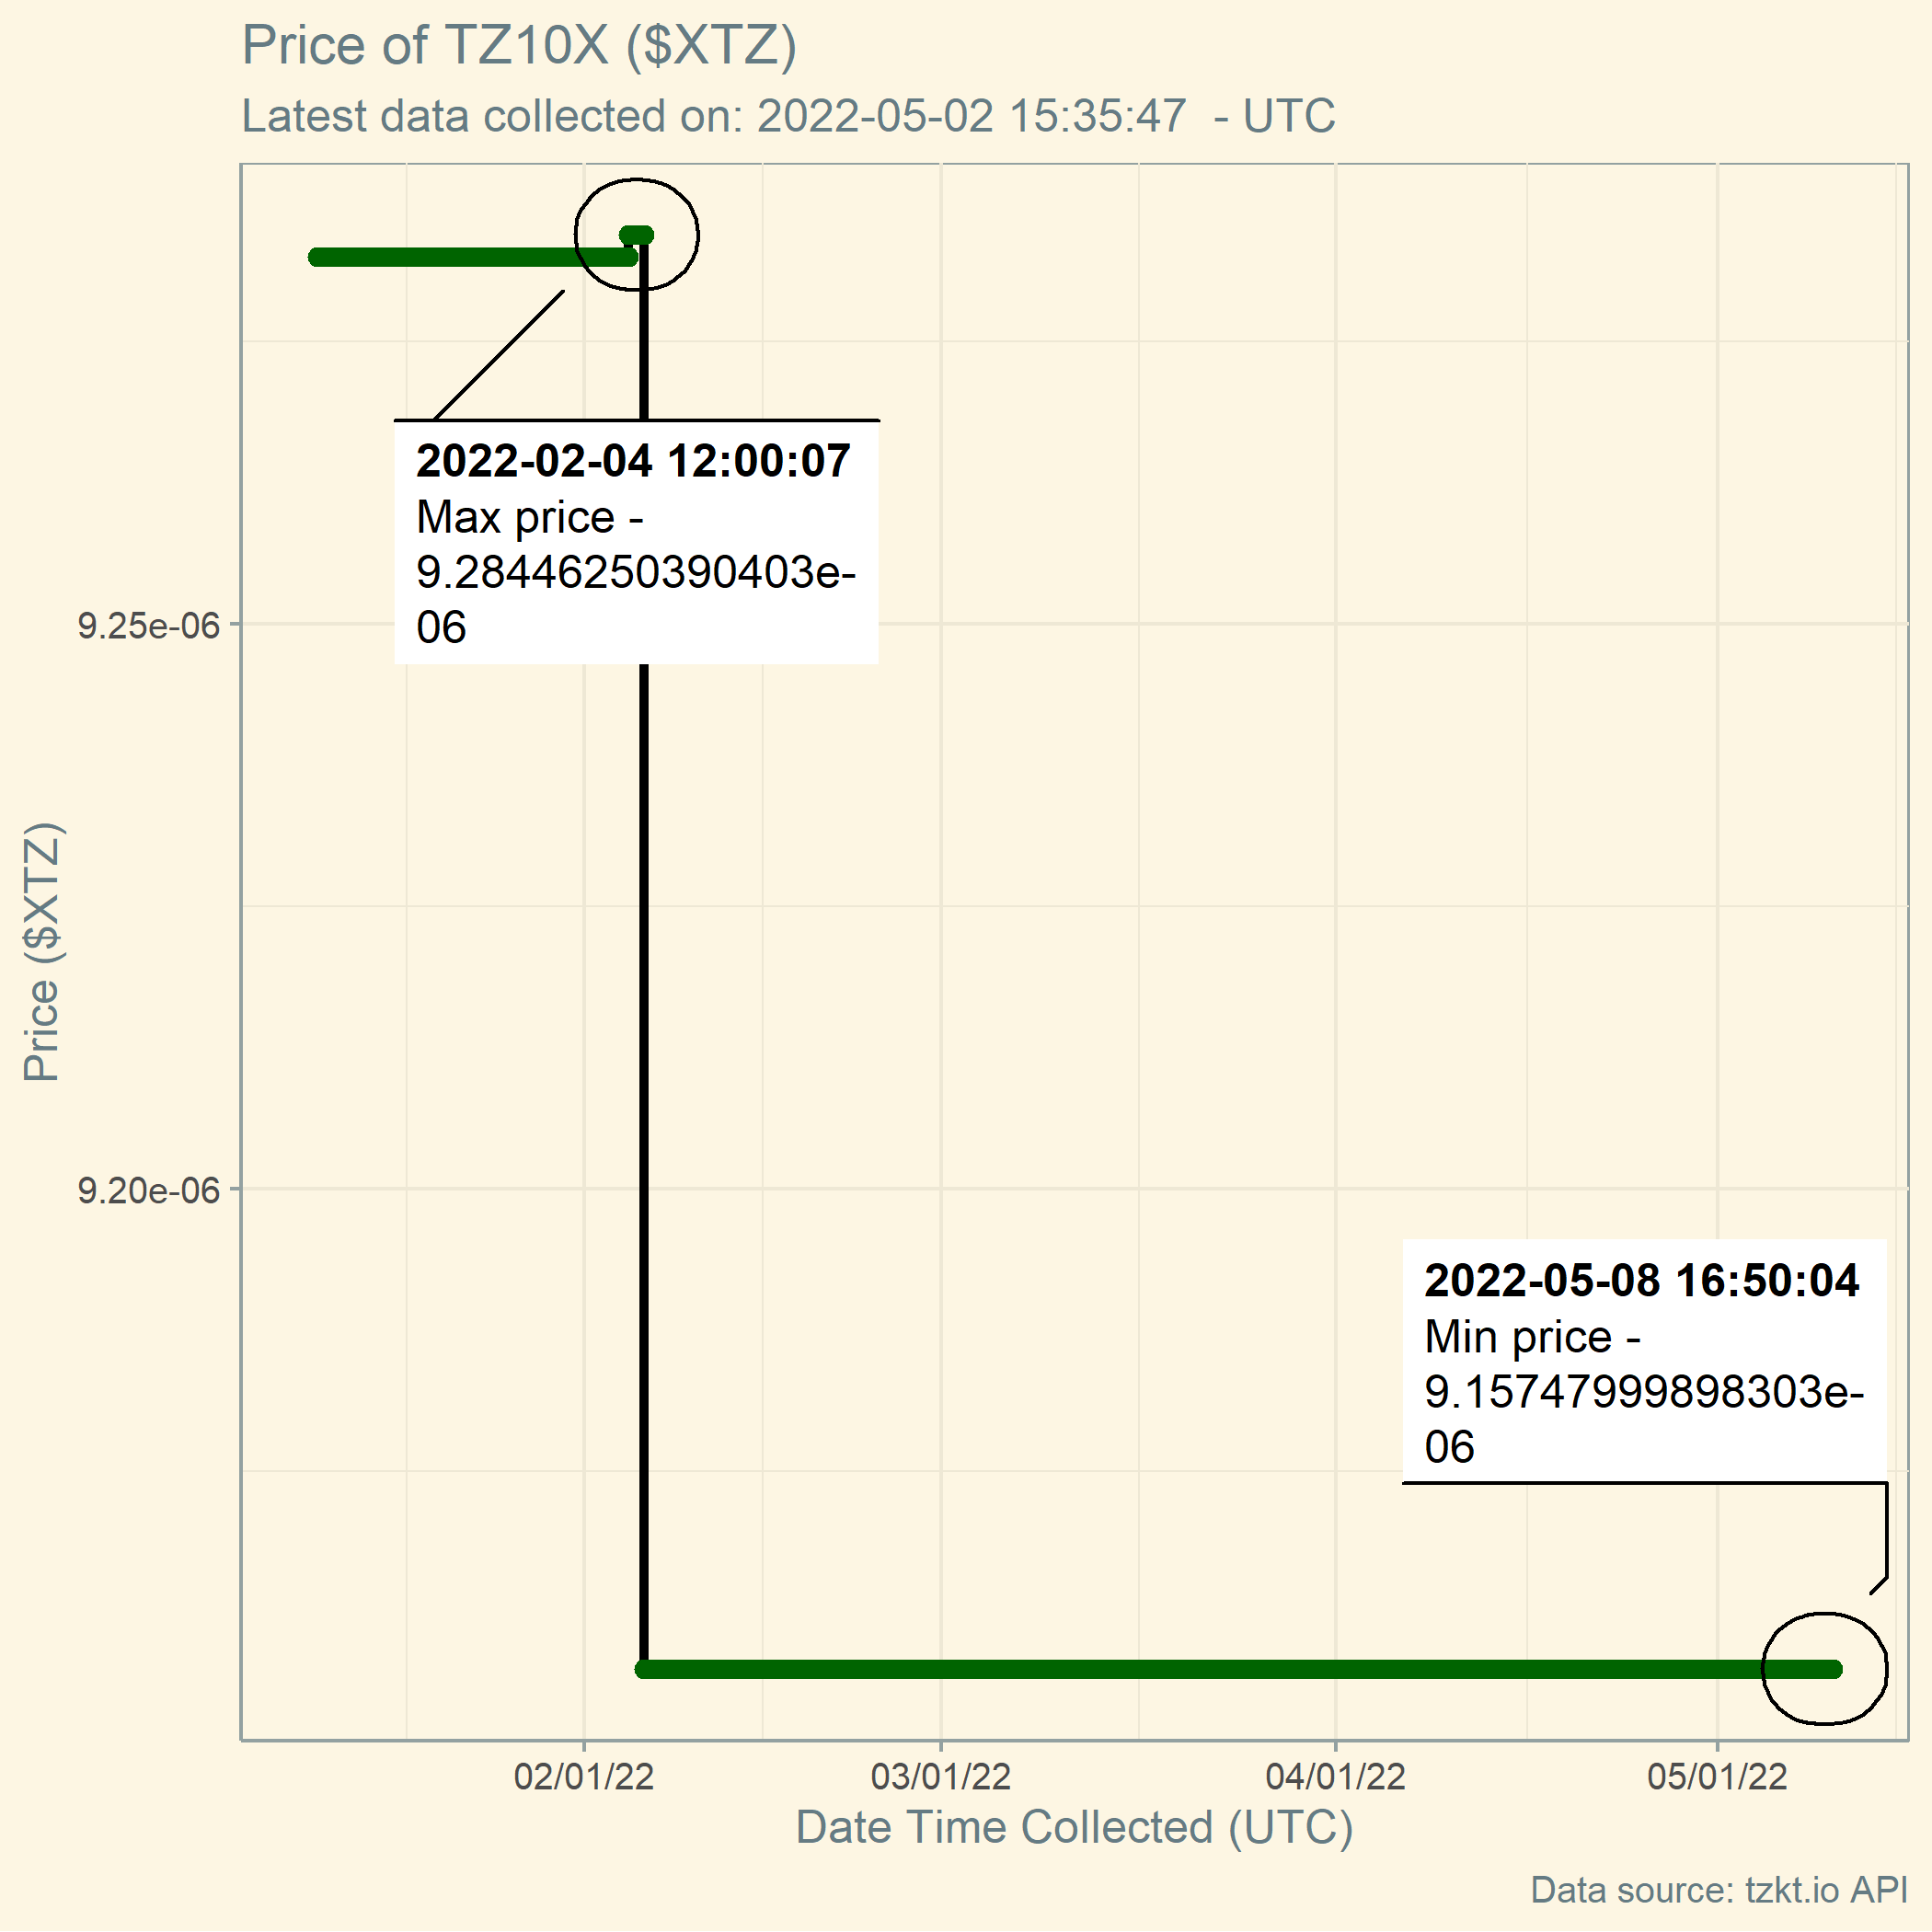 Price of TZ10X ($XTZ)
Latest data collected on: 2022-05-02 15:35:47  - UTC
2022-02-04 12:00:07
Max price -
9.28446250390403e-
06
9.25e-06
Price ($XTZ)
9.20e-06
2022-05-08 16:50:04
Min price -
9.15747999898303e-
06
02/01/22
03/01/22
04/01/22
05/01/22
Date Time Collected (UTC)
Data source: tzkt.io API